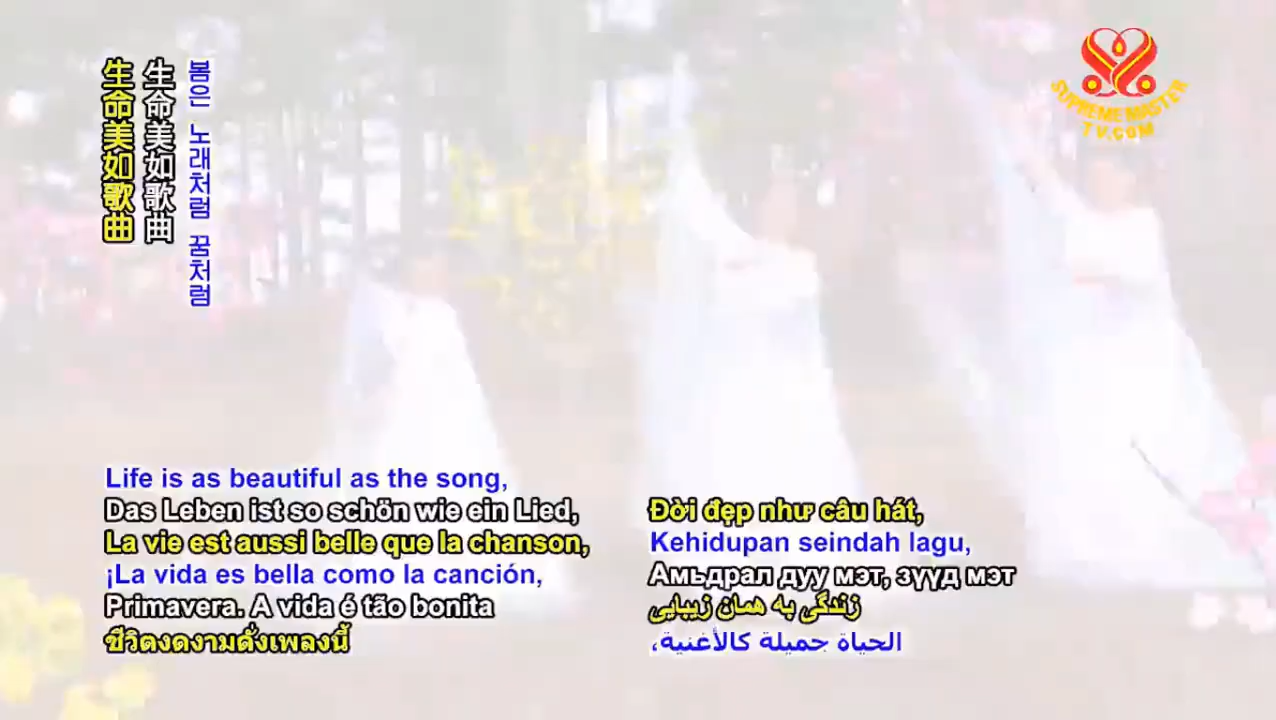 生命美如歌曲
生命美如歌曲
봄은 노래처럼 꿈처럼
SUPREME MASTER
TV.COM
Life is as beautiful as the song,
Das Leben ist so schön wie ein Lied,
La vie est aussi belle que la chanson,
¡La vida es bella como la canción,
Primavera. A vida é tão bonita
ชีวิตงดงามดั่งเพลงนี้
Đời đẹp như câu hát,
Kehidupan seindah lagu,
Амьдрал дуу мэт, зүүд мэт
زندگی به همان زیبایی
الحياة جميلة كالأغنية،